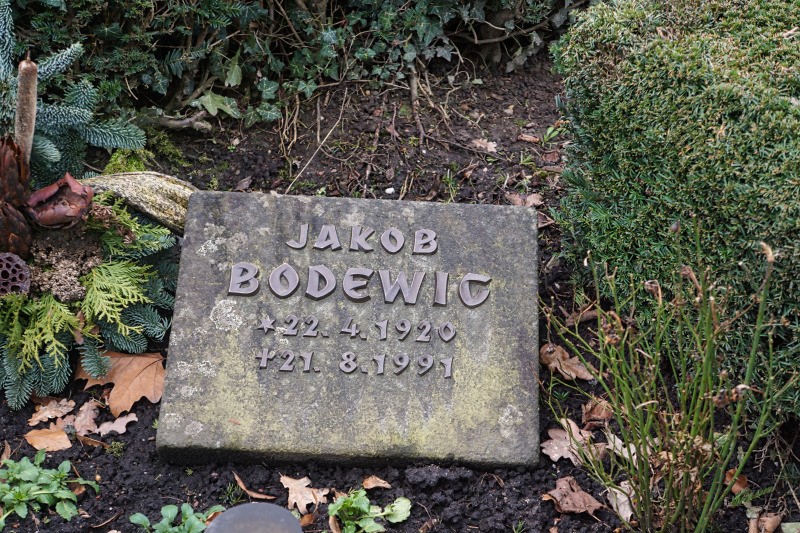 JAKOB
BODEWIG
* 22. 4. 1920
† 21. 8. 1991